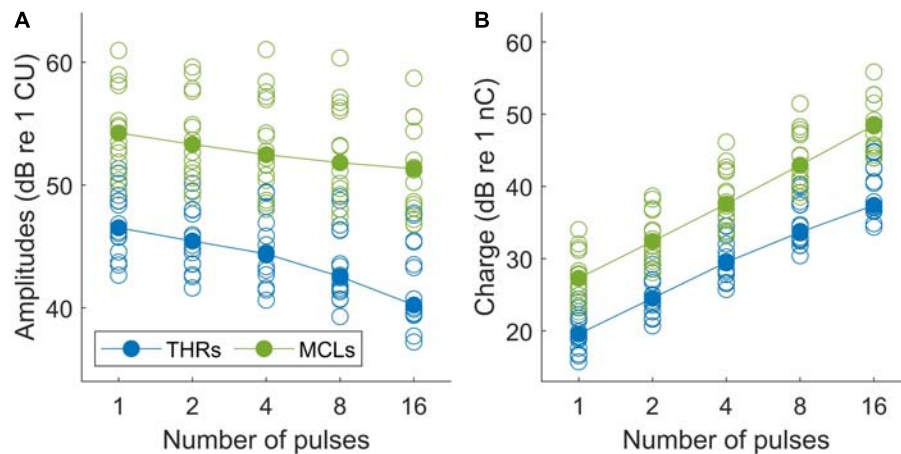 A
Amplitudes (dB re 1 CU)
60
50
40
THRs MCLs
1 2 4 8 16
Number of pulses
B
Charge (dB re 1 nC)
60
50
40
30
20
1 2 4 8 16
Number of pulses